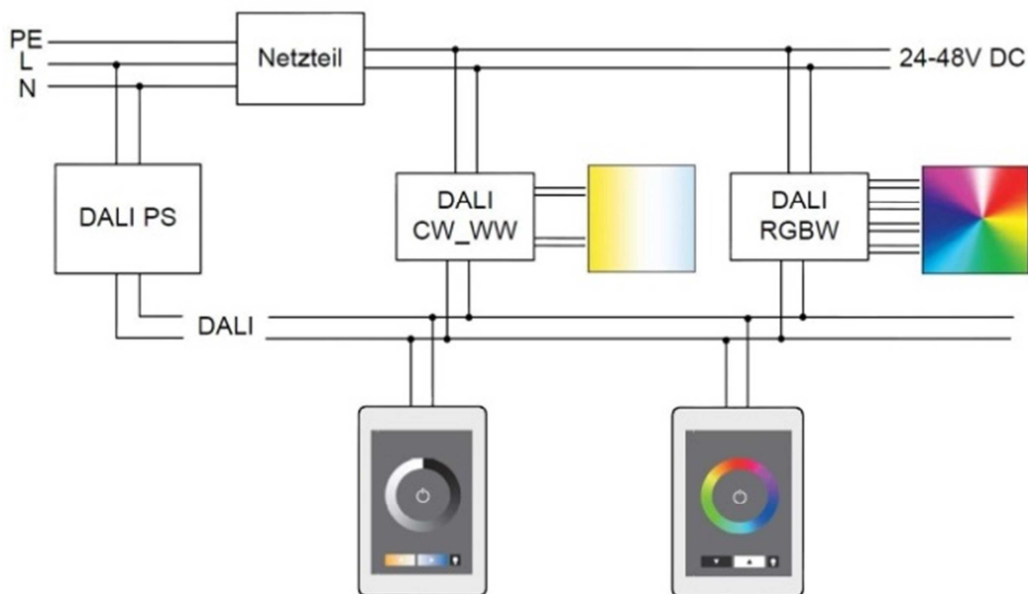 PE
L
N
Netzteil
24-48V DC
DALI PS
DALI
CW_WW
DALI
RGBW
DALI